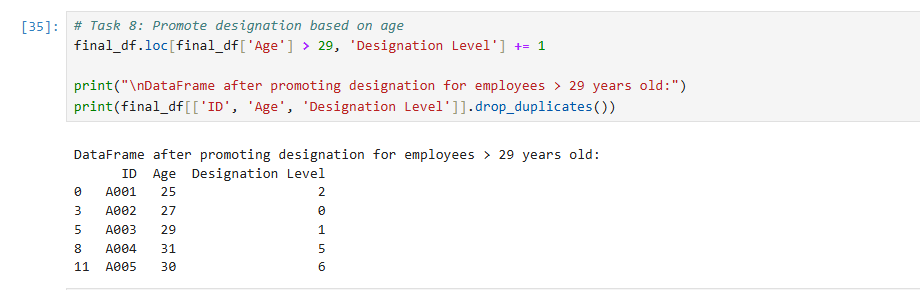 [35]: # Task 8: Promote designation based on age
final_df.loc[final_df['Age'] > 29, 'Designation Level'] += 1
print("\nDataFrame after promoting designation for employees > 29 years old:")
print(final_df[['ID', 'Age', 'Designation Level']].drop_duplicates())
DataFrame after promoting designation for employees > 29 years old:
ID Age Designation Level
0 A001 25 2
3 A002 27 0
5 A003 29 1
8 A004 31 5
11 A005 30 6